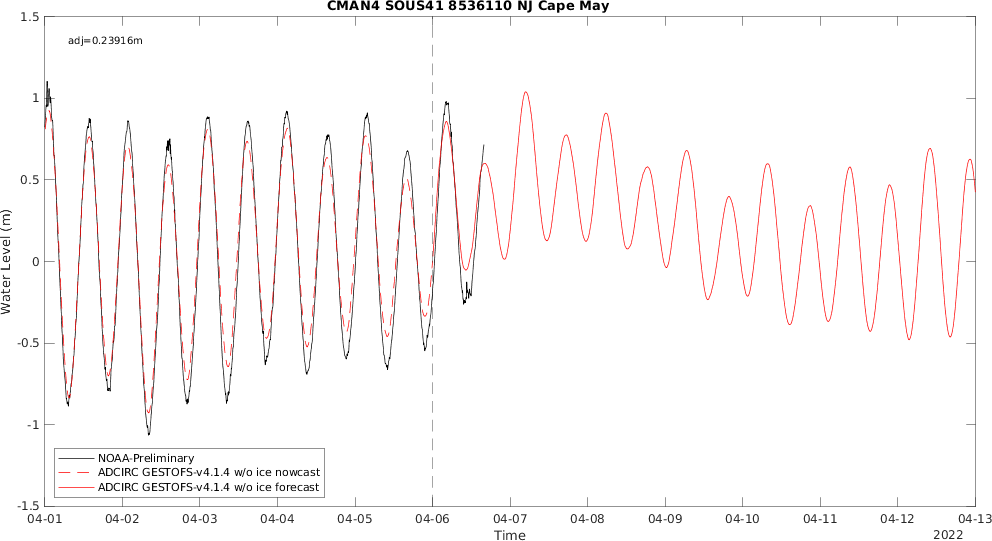 CMAN4 SOUS41 8536110 NJ Cape May
adj=0.23916m
1.5
1
0.5
0
-0.5
-1
-1.5
Water Level (m)
NOAA-Preliminary
ADCIRC GESTOFS-v4.1.4 w/o ice nowcast
ADCIRC GESTOFS-v4.1.4 w/o ice forecast
04-01 04-02 04-03 04-04 04-05 04-06 04-07 04-08 04-09 04-10 04-11 04-12 04-13
Time
2022